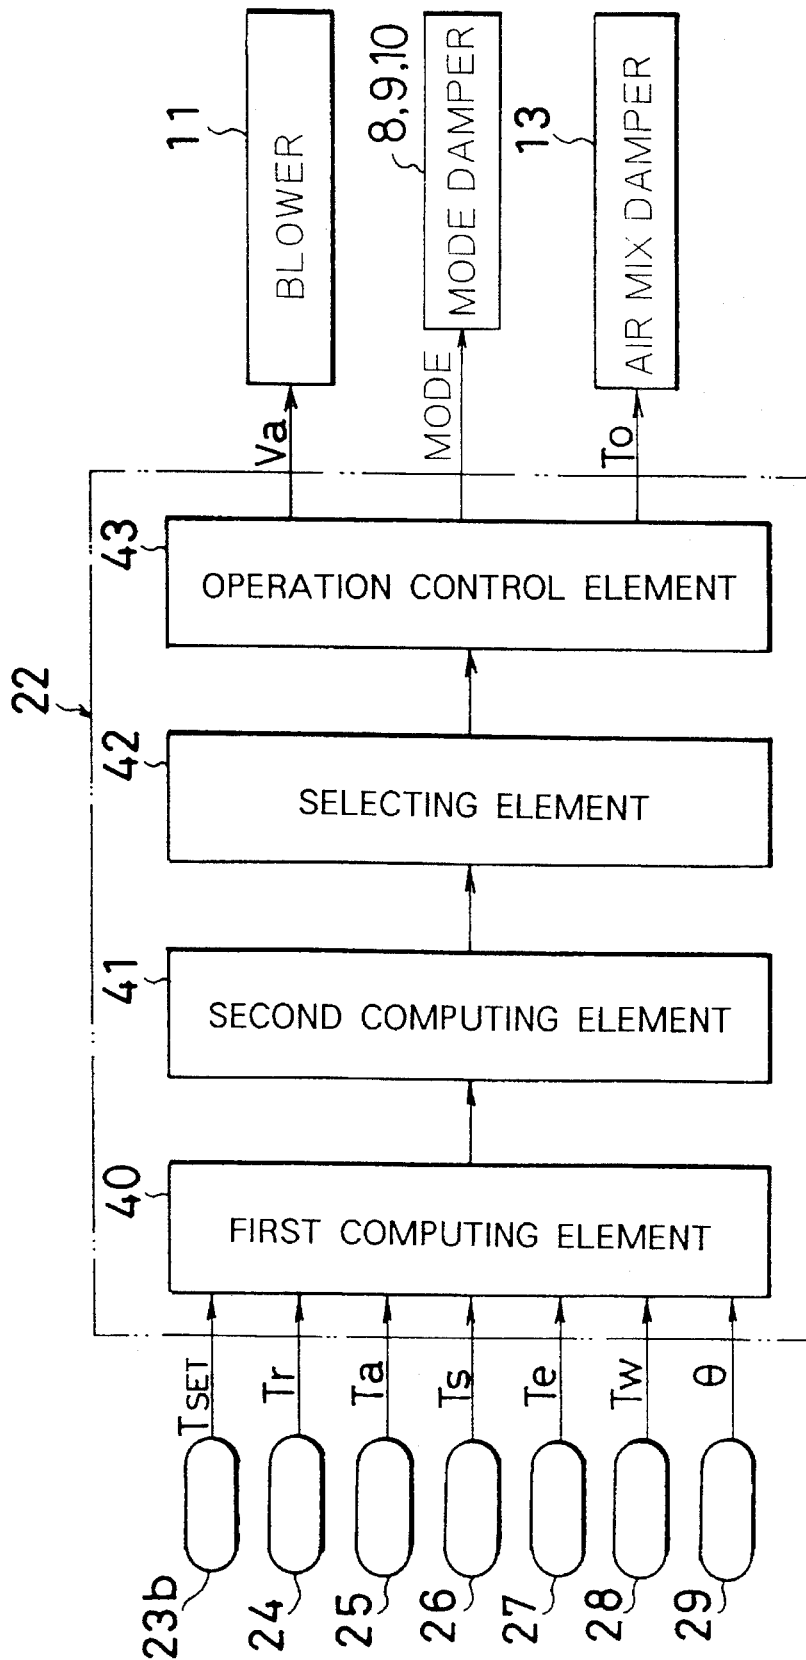 22
23b
TSET
24
Tr
25
Ta
26
Ts
27
Te
28
Tw
29
θ
40
FIRST COMPUTING ELEMENT
41
SECOND COMPUTING ELEMENT
42
SELECTING ELEMENT
43
OPERATION CONTROL ELEMENT
Va
11
BLOWER
MODE
8,9,10
MODE DAMPER
To
13
AIR MIX DAMPER